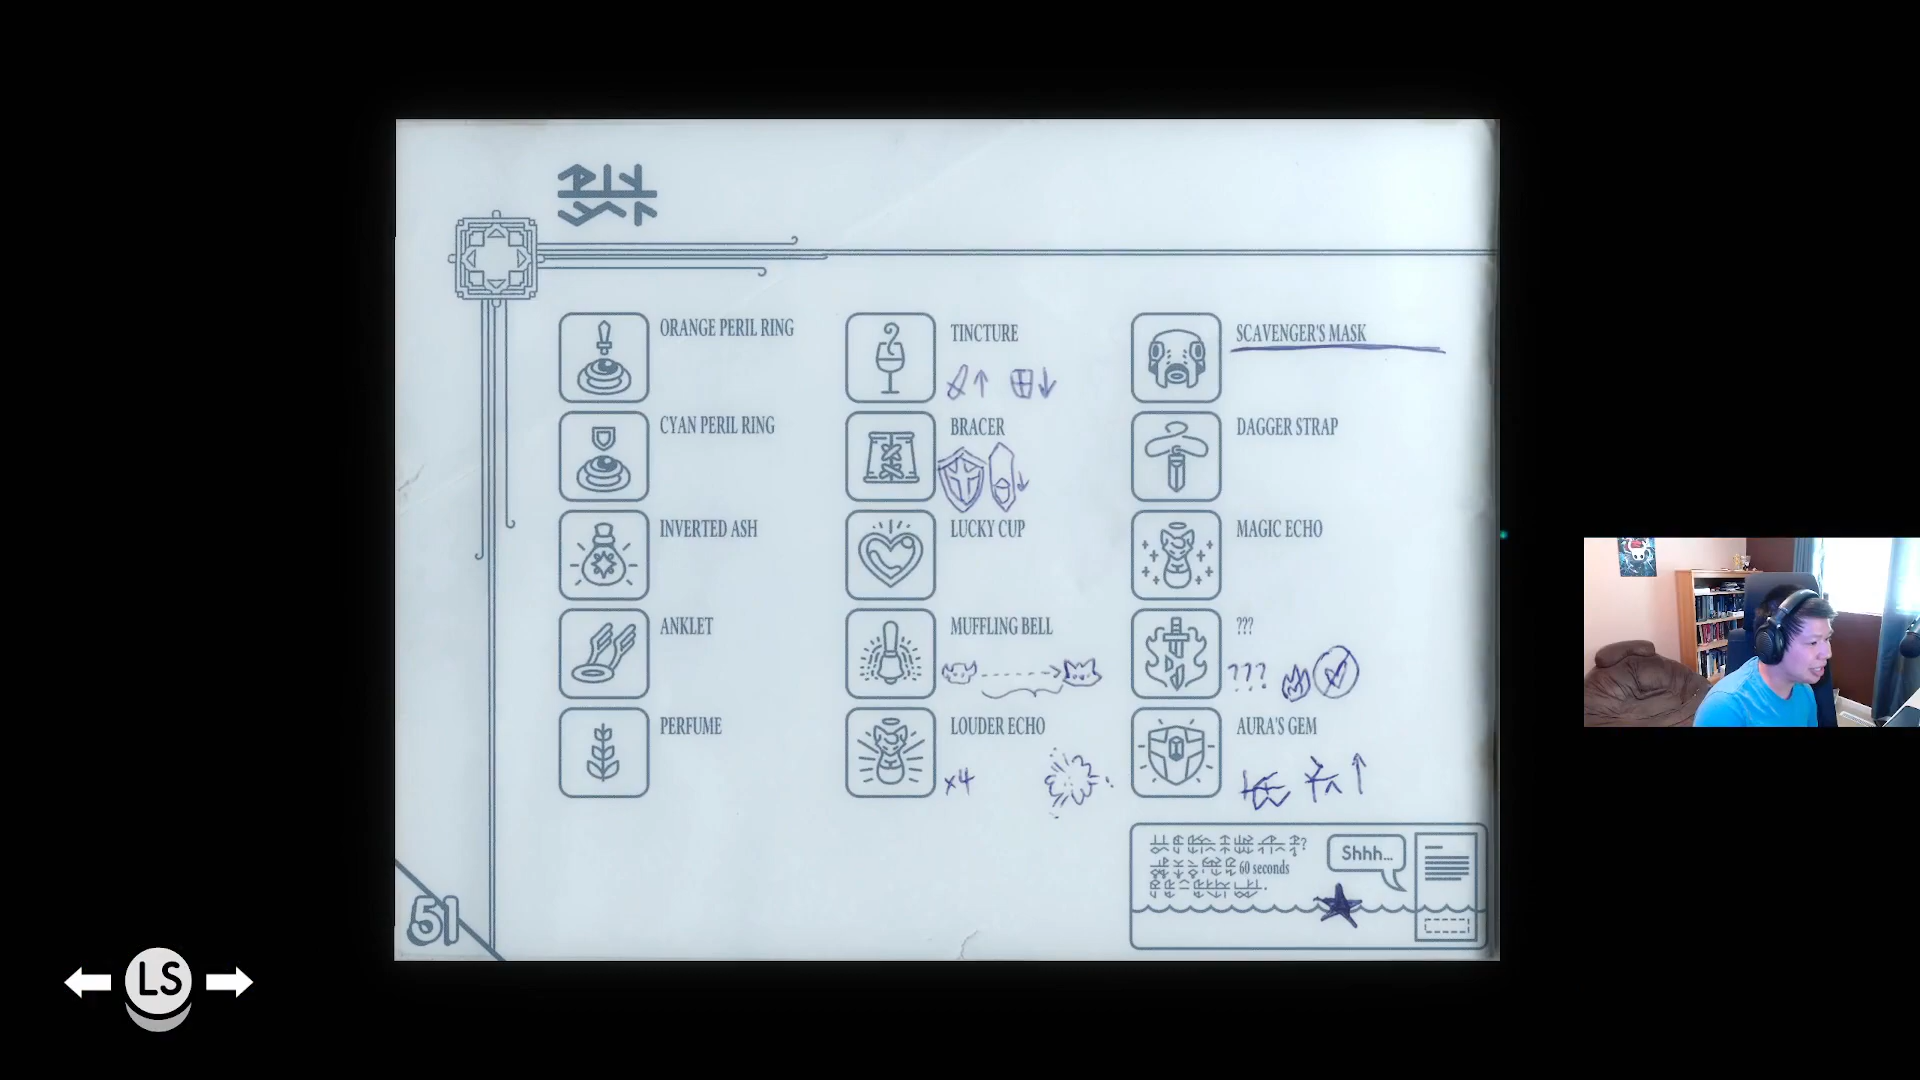 ORANGE PERIL RING
CYAN PERIL RING
INVERTED ASH
ANKLET
PERFUME
TINCTURE
BRACER
LUCKY CUP
MUFFLING BELL
LOUDER ECHO
x4
SCAVENGER'S MASK
DAGGER STRAP
MAGIC ECHO
???
???
AURA'S GEM
60 seconds
Shhh...
51
LS